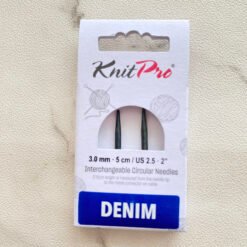 KnitPro®
3.0 mm · 5 cm / US 2.5 · 2"
Interchangeable Circular Needles
DENIM